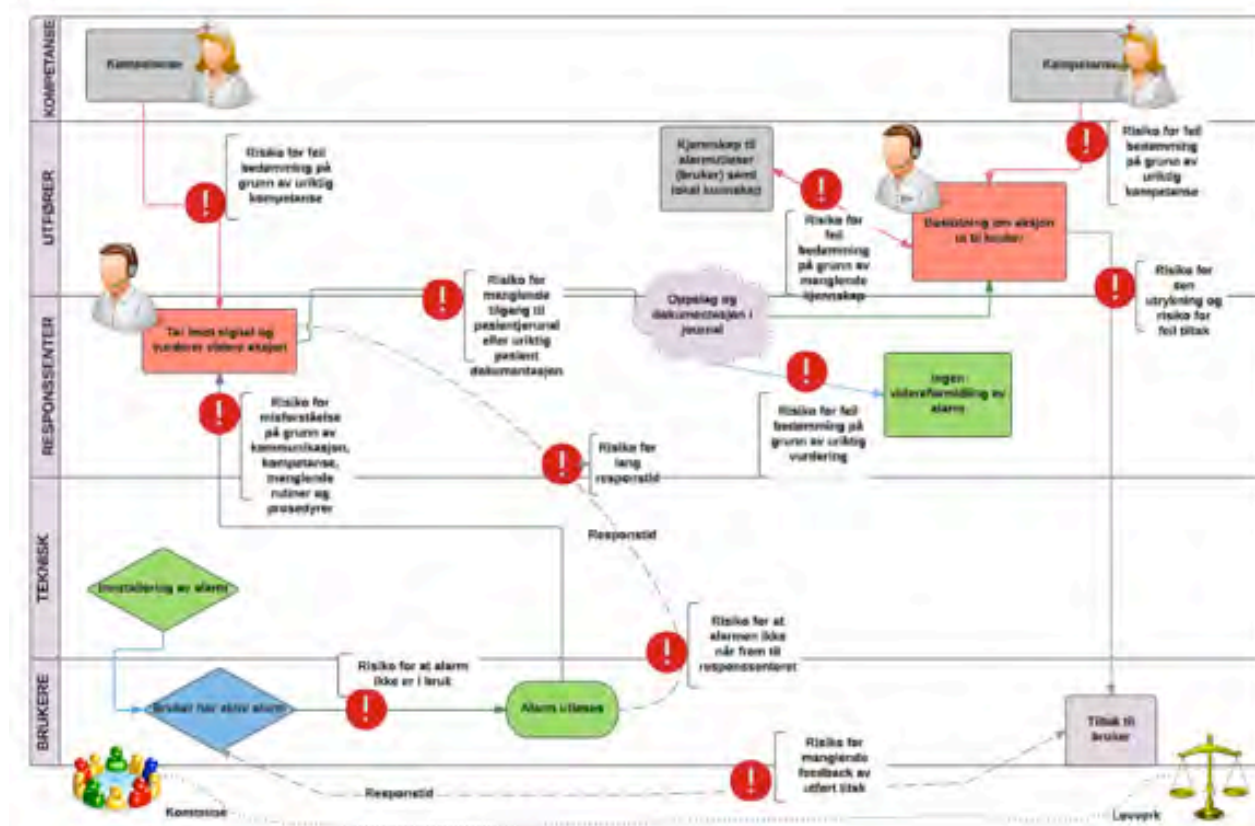 KOMPETANSE
Kompetanse
Kompetanse
UTFØRER
Risiko for feil
bedømming på
grunn av uriktig
kompetanse
Kjennskap til
alarmutløser
(bruker) samt
lokal kunnskap
Risiko for
feil
bedømming
på grunn av
manglende
kjennskap
Beslutning om aksjon
ut til bruker
Risiko for feil
bedømming
på grunn av
uriktig
kompetanse
Risiko for
sen
utrykning og
risiko for
feil tiltak
RESPONSSENTER
Tar imot signal og
vurderer videre aksjon
Risiko for
manglende
tilgang til
pasientjorunal
eller uriktig
pasient
dokumentasjon
Oppslag og
dokumentasjon i
journal
Ingen
videreformidling av
alarm
Risiko for feil
bedømming på
grunn av uriktig
vurdering
Risiko for
misforståelse
på grunn av
kommunikasjon,
kompetanse,
manglende
rutiner og
prosedyrer
Risiko for
lang
responstid
TEKNISK
Responstid
Innstallering av alarm
Risiko for at
alarmen ikke
når frem til
responssenteret
BRUKERE
Risiko for at alarm
ikke er i bruk
Bruker har aktiv alarm
Alarm utløses
Tiltak til
bruker
Risiko for
manglende
feedback av
utført titak
Responstid
Kommune
Lovverk